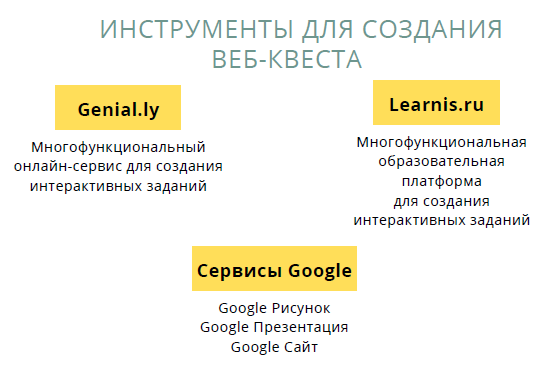 ИНСТРУМЕНТЫ ДЛЯ СОЗДАНИЯ
ВЕБ-КВЕСТА
Genial.ly
Многофункциональный
онлайн-сервис для создания
интерактивных заданий
Learnis.ru
Многофункциональная
образовательная
платформа
для создания
интерактивных заданий
Сервисы Google
Google Рисунок
Google Презентация
Google Сайт